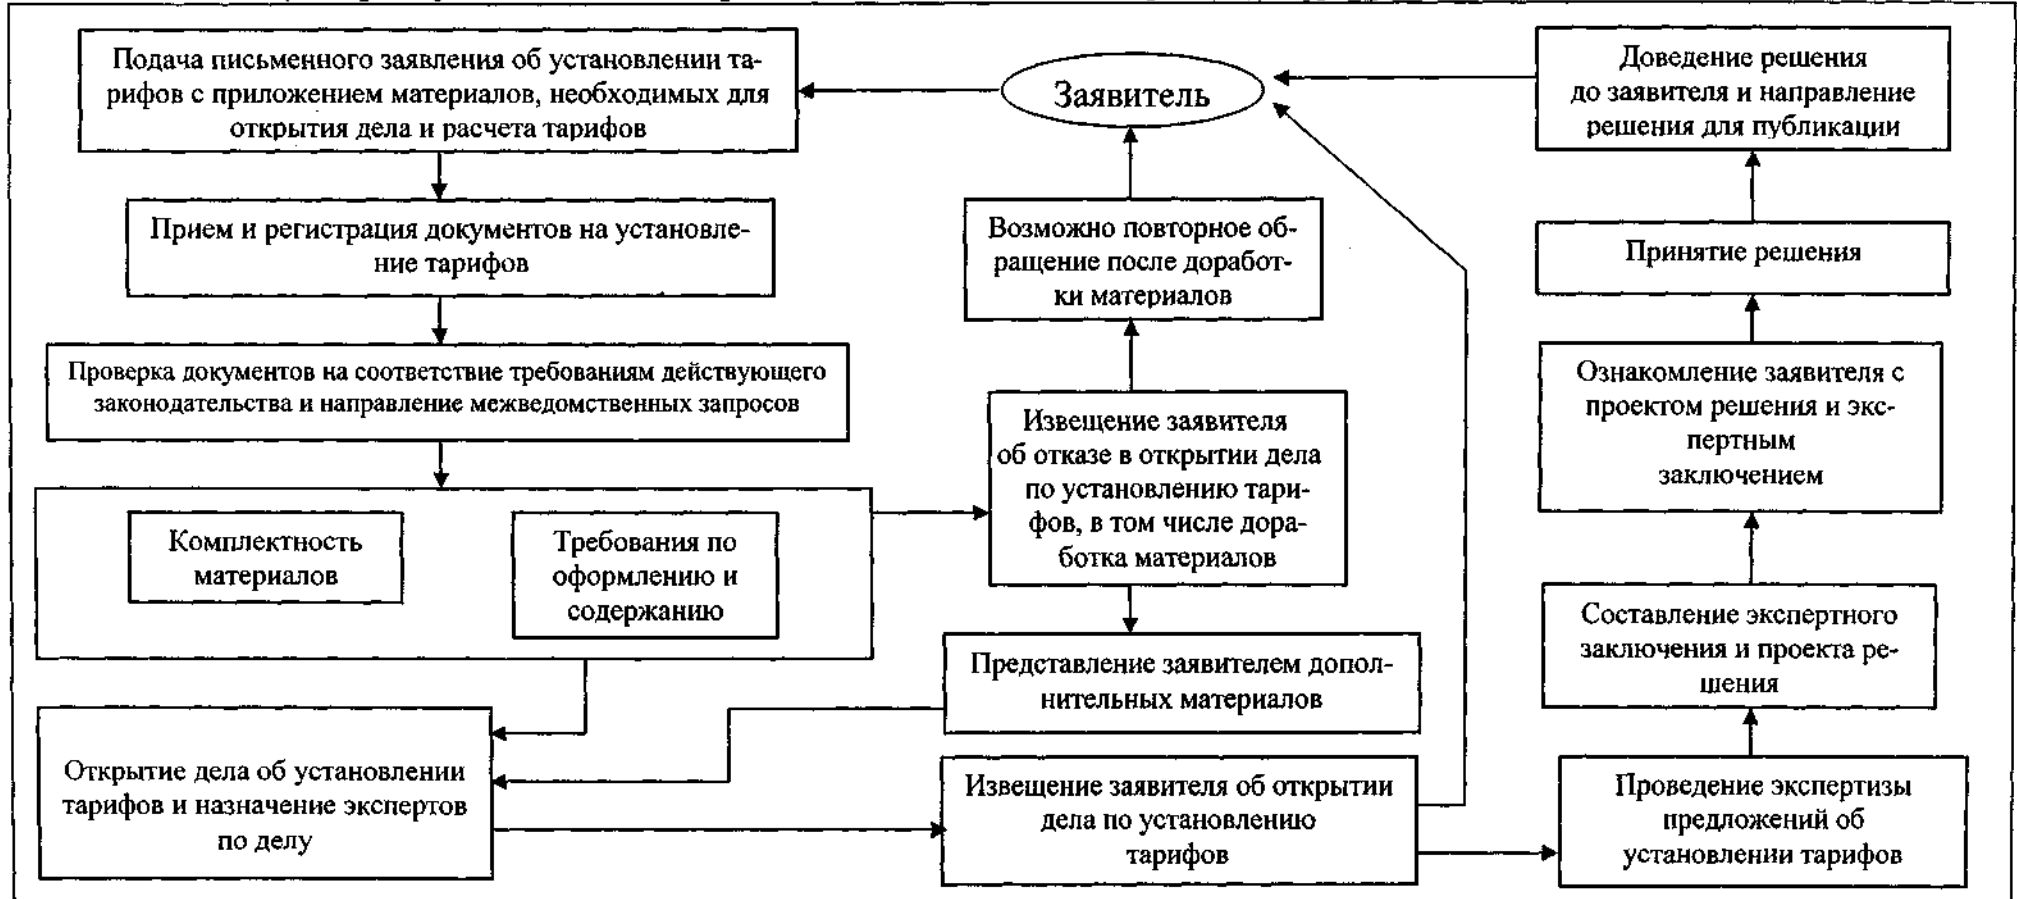 Подача письменного заявления об установлении та-
рифов с приложением материалов, необходимых для
открытия дела и расчета тарифов
Заявитель
Доведение решения
до заявителя и направление
решения для публикации
Прием и регистрация документов на установле-
ние тарифов
Возможно повторное об-
ращение после доработ-
ки материалов
Принятие решения
Проверка документов на соответствие требованиям действующего
законодательства и направление межведомственных запросов
Извещение заявителя
об отказе в открытии дела
по установлению тари-
фов, в том числе дора-
ботка материалов
Ознакомление заявителя с
проектом решения и экс-
пертным
заключением
Комплектность
материалов
Требования по
оформлению и
содержанию
Составление экспертного
заключения и проекта ре-
шения
Представление заявителем допол-
нительных материалов
Открытие дела об установлении
тарифов и назначение экспертов
по делу
Извещение заявителя об открытии
дела по установлению
тарифов
Проведение экспертизы
предложений об
установлении тарифов